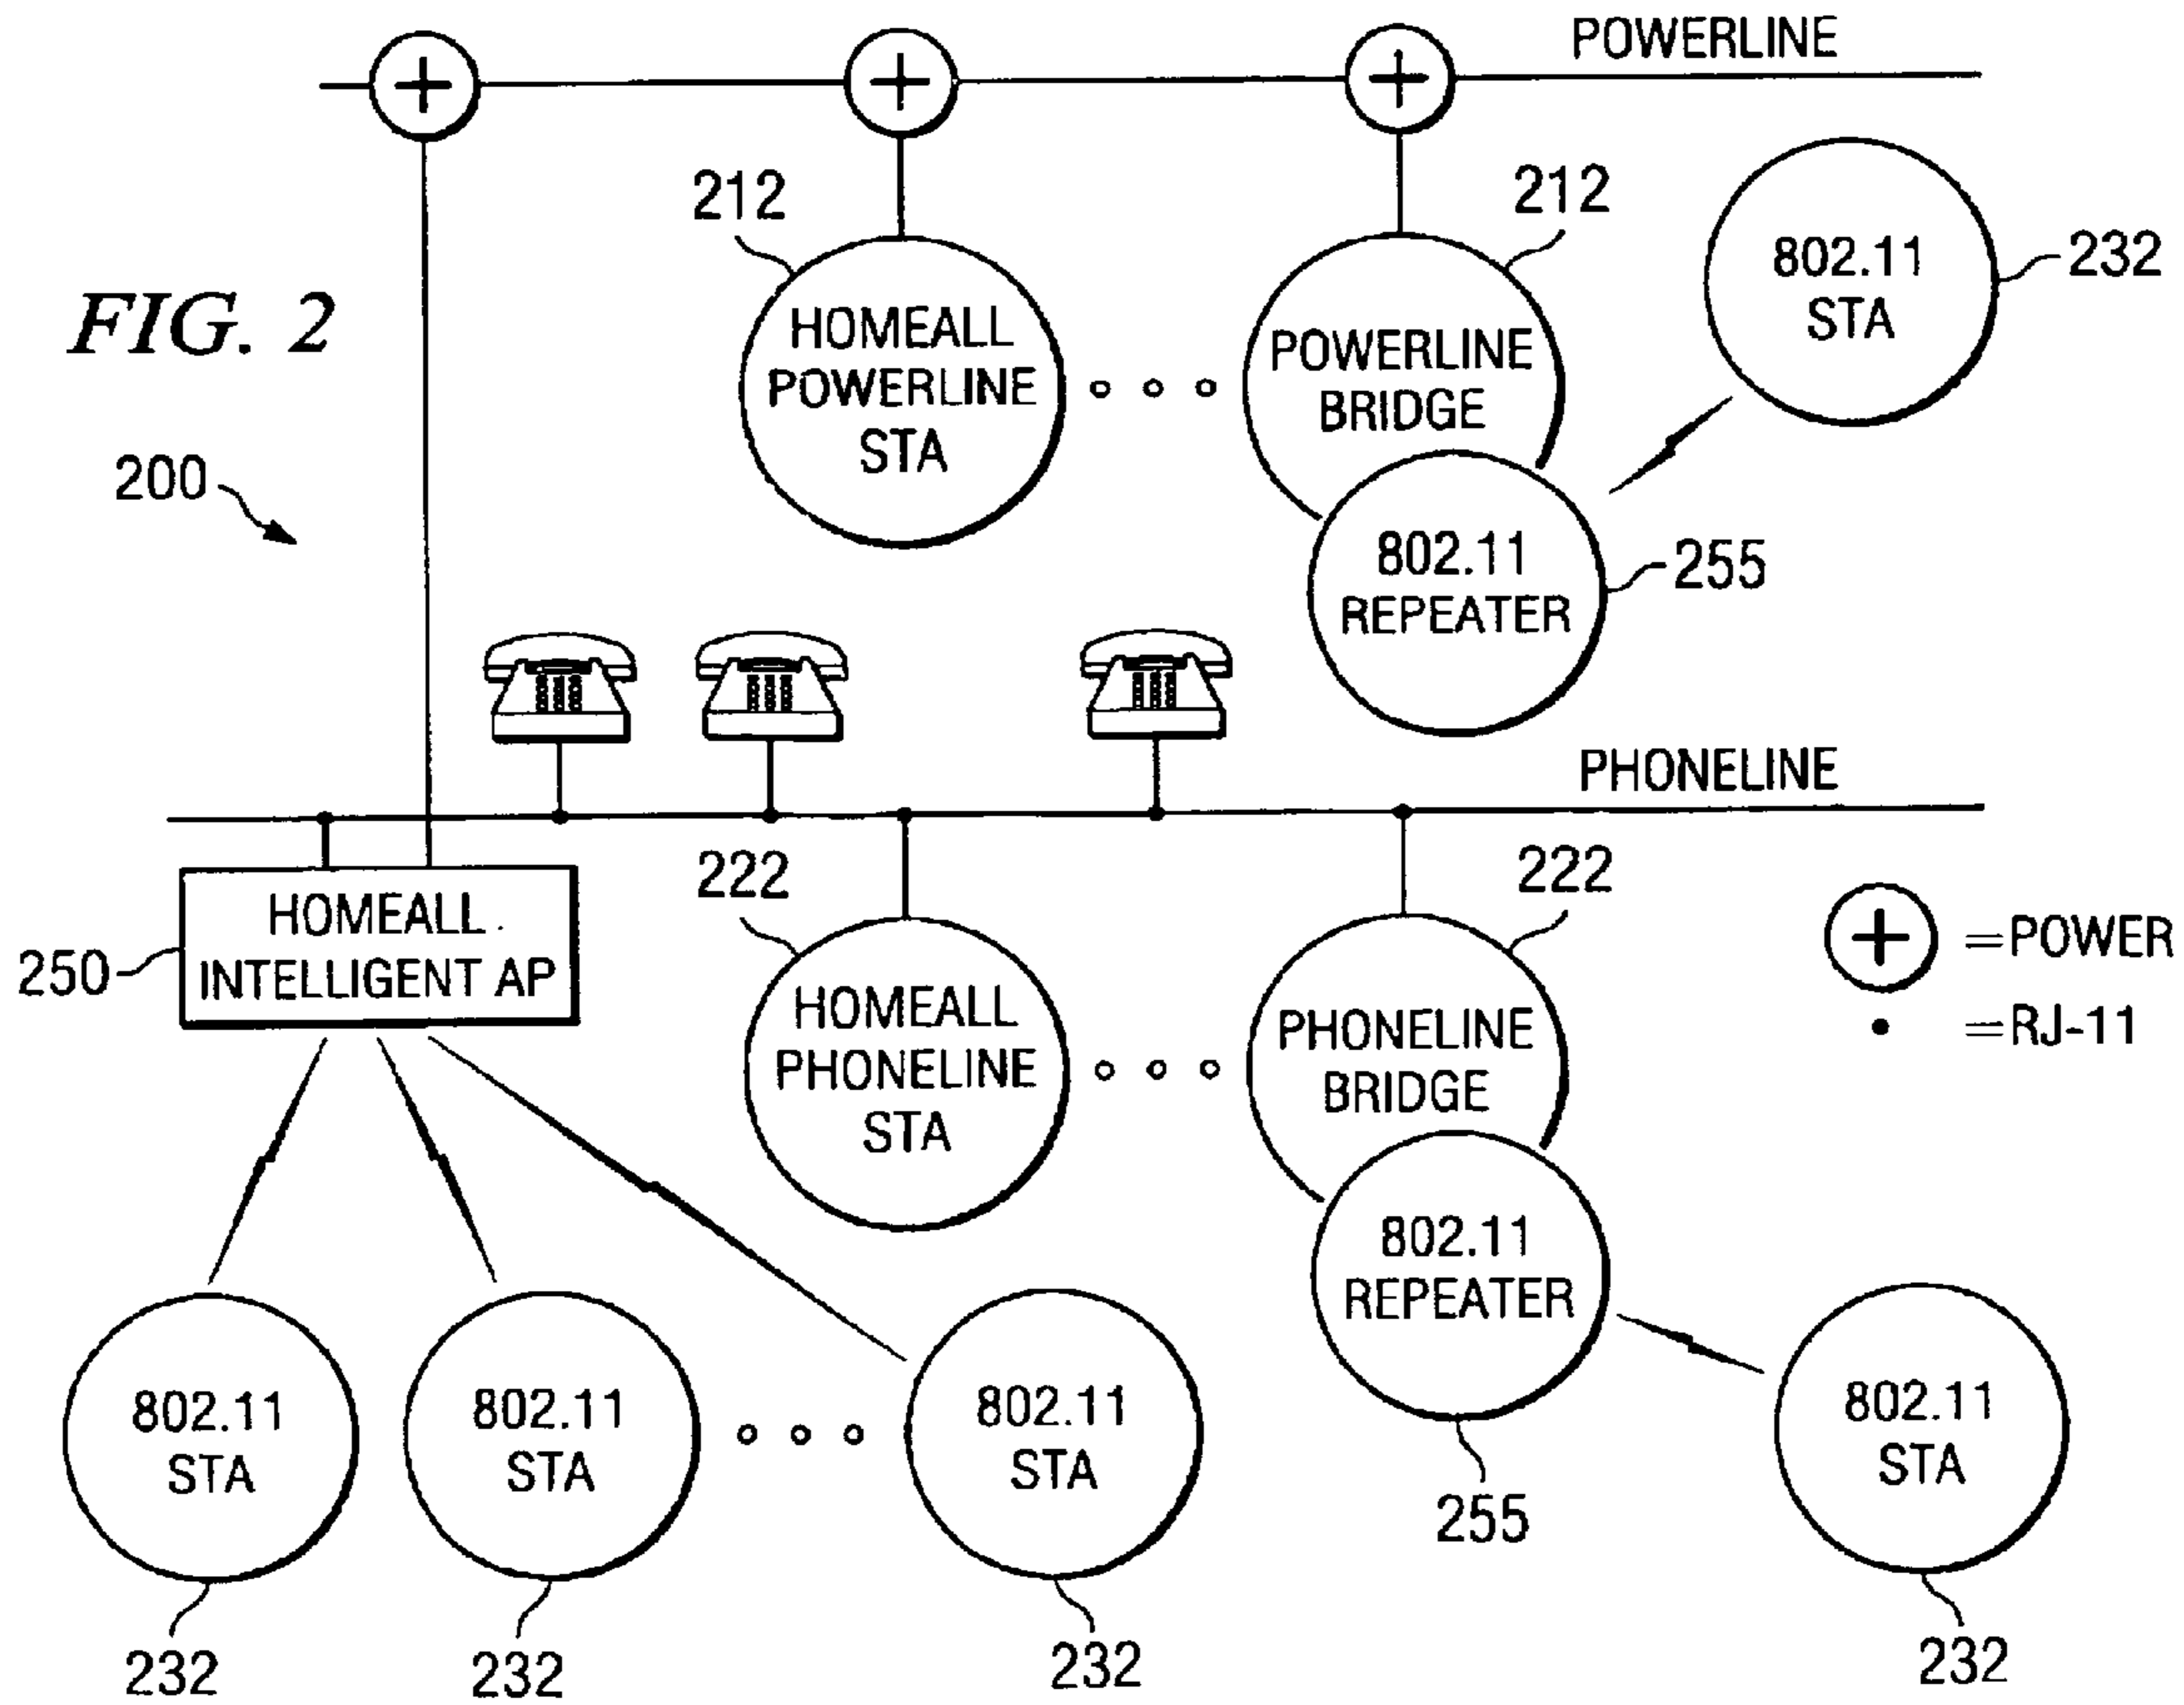 POWERLINE
212
212
802.11
STA
232
FIG. 2
HOMEALL
POWERLINE
STA
POWERLINE
BRIDGE
200
802.11
REPEATER
255
PHONELINE
222
222
HOMEALL
INTELLIGENT AP
250
=POWER
=RJ-11
HOMEALL
PHONELINE
STA
PHONELINE
BRIDGE
802.11
REPEATER
255
802.11
STA
802.11
STA
802.11
STA
802.11
STA
232
232
232
232